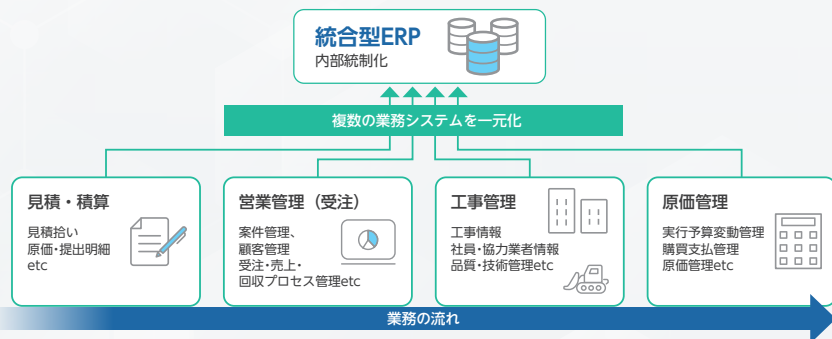 統合型ERP
内部統制化
複数の業務システムを一元化
見積・積算
見積拾い
原価・提出明細
etc
営業管理（受注）
案件管理、
顧客管理
受注・売上・
回収プロセス管理etc
工事管理
工事情報
社員・協力業者情報
品質・技術管理etc
原価管理
実行予算変動管理
購買支払管理
原価管理etc
業務の流れ